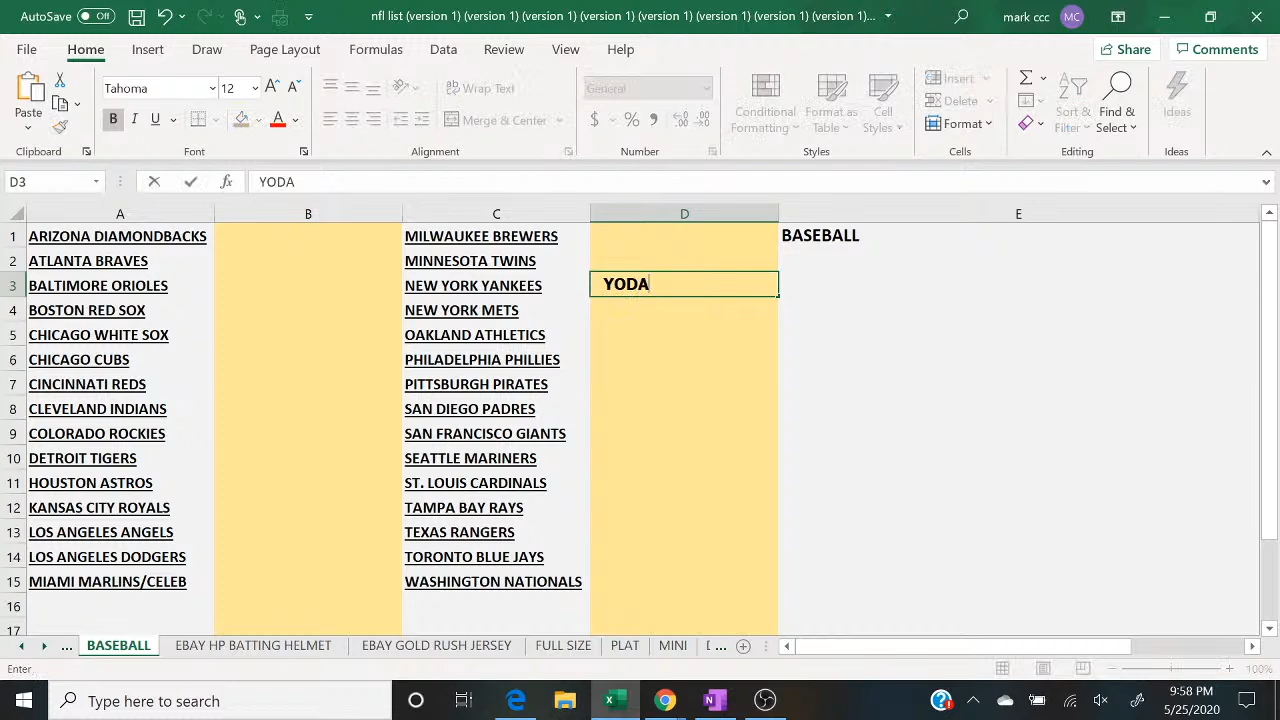 AutoSave Off nfl list (version 1) (version 1) (version 1) (version 1) (version 1) (version 1) (version 1)... mark ccc MC
File Home Insert Draw Page Layout Formulas Data Review View Help Share Comments
Paste Tahoma 12 Wrap Text General Conditional Formatting Format as Table Cell Styles Insert Sort & Filter Find & Select Ideas
B I U A Merge & Center $ % Delete
Format
Clipboard Font Alignment Number Styles Cells Editing Ideas
D3 fx YODA
A B C D E
1 ARIZONA DIAMONDBACKS MILWAUKEE BREWERS BASEBALL
2 ATLANTA BRAVES MINNESOTA TWINS
3 BALTIMORE ORIOLES NEW YORK YANKEES YODA
4 BOSTON RED SOX NEW YORK METS
5 CHICAGO WHITE SOX OAKLAND ATHLETICS
6 CHICAGO CUBS PHILADELPHIA PHILLIES
7 CINCINNATI REDS PITTSBURGH PIRATES
8 CLEVELAND INDIANS SAN DIEGO PADRES
9 COLORADO ROCKIES SAN FRANCISCO GIANTS
10 DETROIT TIGERS SEATTLE MARINERS
11 HOUSTON ASTROS ST. LOUIS CARDINALS
12 KANSAS CITY ROYALS TAMPA BAY RAYS
13 LOS ANGELES ANGELS TEXAS RANGERS
14 LOS ANGELES DODGERS TORONTO BLUE JAYS
15 MIAMI MARLINS/CELEB WASHINGTON NATIONALS
16
17
... BASEBALL EBAY HP BATTING HELMET EBAY GOLD RUSH JERSEY FULL SIZE PLAT MINI ...
Enter 100%
Type here to search 9:58 PM
5/25/2020